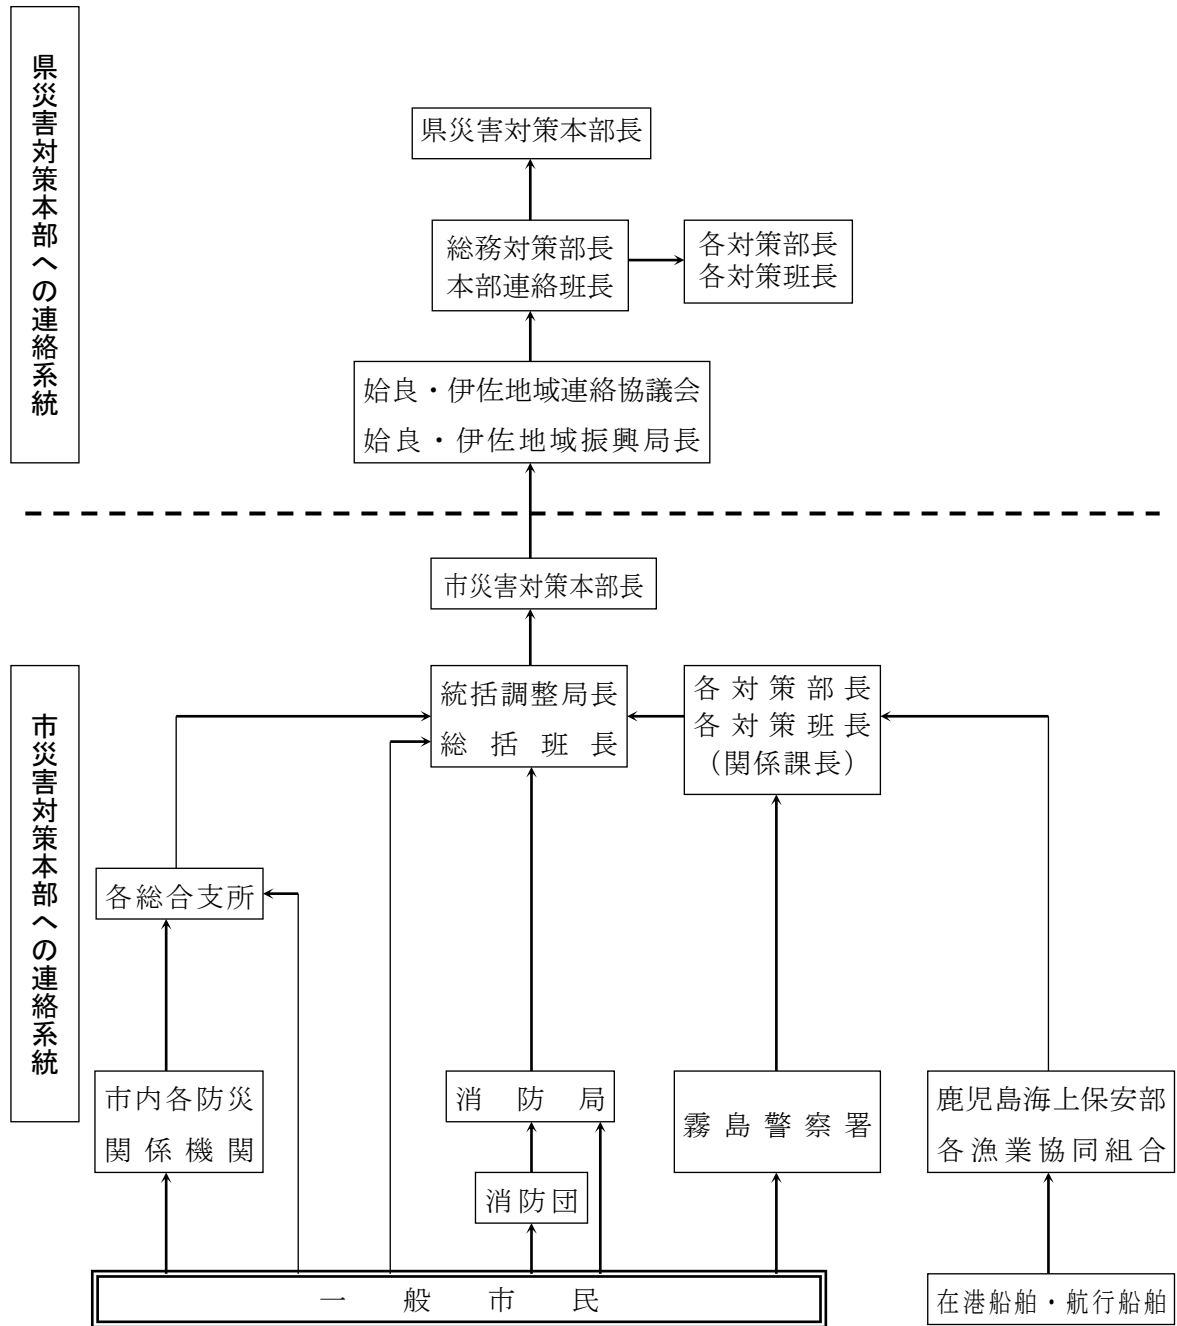 県災害対策本部への連絡系統
県災害対策本部長
総務対策部長
本部連絡班長
各対策部長
各対策班長
姶良・伊佐地域連絡協議会
姶良・伊佐地域振興局長
市災害対策本部への連絡系統
市災害対策本部長
統括調整局長
総括班長
各対策部長
各対策班長
（関係課長）
各総合支所
市内各防災
関係機関
消防局
消防団
霧島警察署
鹿児島海上保安部
各漁業協同組合
一般市民
在港船舶・航行船舶